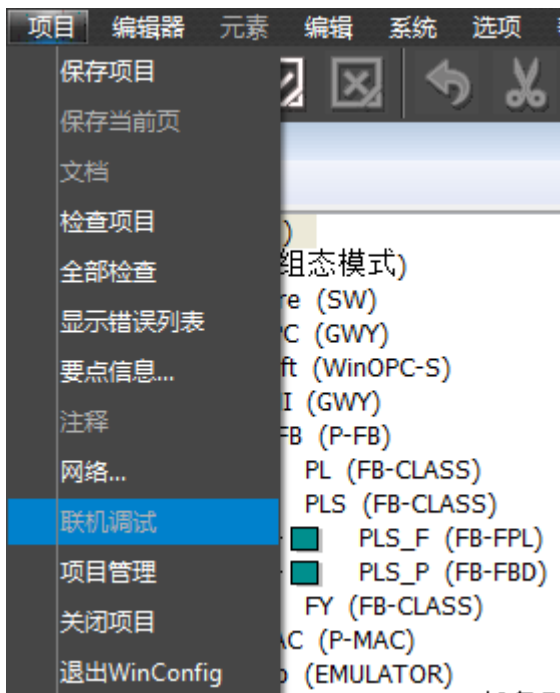 项目 编辑器 元素 编辑 系统 选项
保存项目
保存当前页
文档
检查项目
)
全部检查
组态模式)
re (SW)
显示错误列表
C (GWY)
要点信息...
ft (WinOPC-S)
I (GWY)
注释
FB (P-FB)
网络...
PL (FB-CLASS)
PLS (FB-CLASS)
联机调试
PLS_F (FB-FPL)
项目管理
PLS_P (FB-FBD)
FY (FB-CLASS)
关闭项目
AC (P-MAC)
退出WinConfig
(EMULATOR)